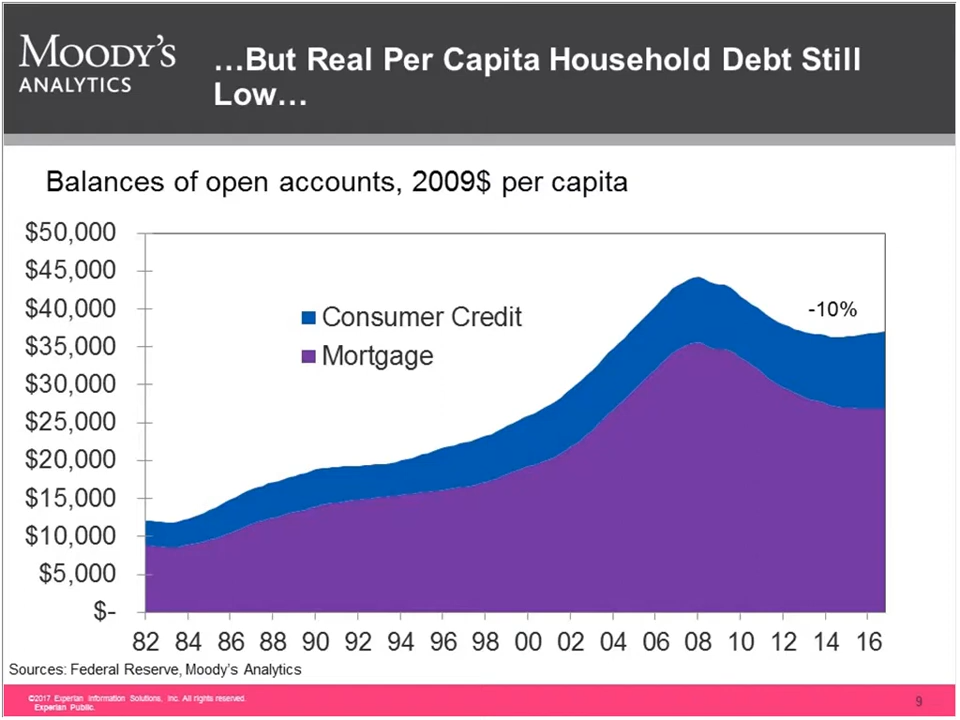 MOODY'S
ANALYTICS
…But Real Per Capita Household Debt Still
Low…
Balances of open accounts, 2009$ per capita
$50,000
$45,000
$40,000
$35,000
$30,000
$25,000
$20,000
$15,000
$10,000
$5,000
$-
Consumer Credit
Mortgage
-10%
82 84 86 88 90 92 94 96 98 00 02 04 06 08 10 12 14 16
Sources: Federal Reserve, Moody's Analytics
©2017 Experian Information Solutions, Inc. All rights reserved.
Experian Public.
9